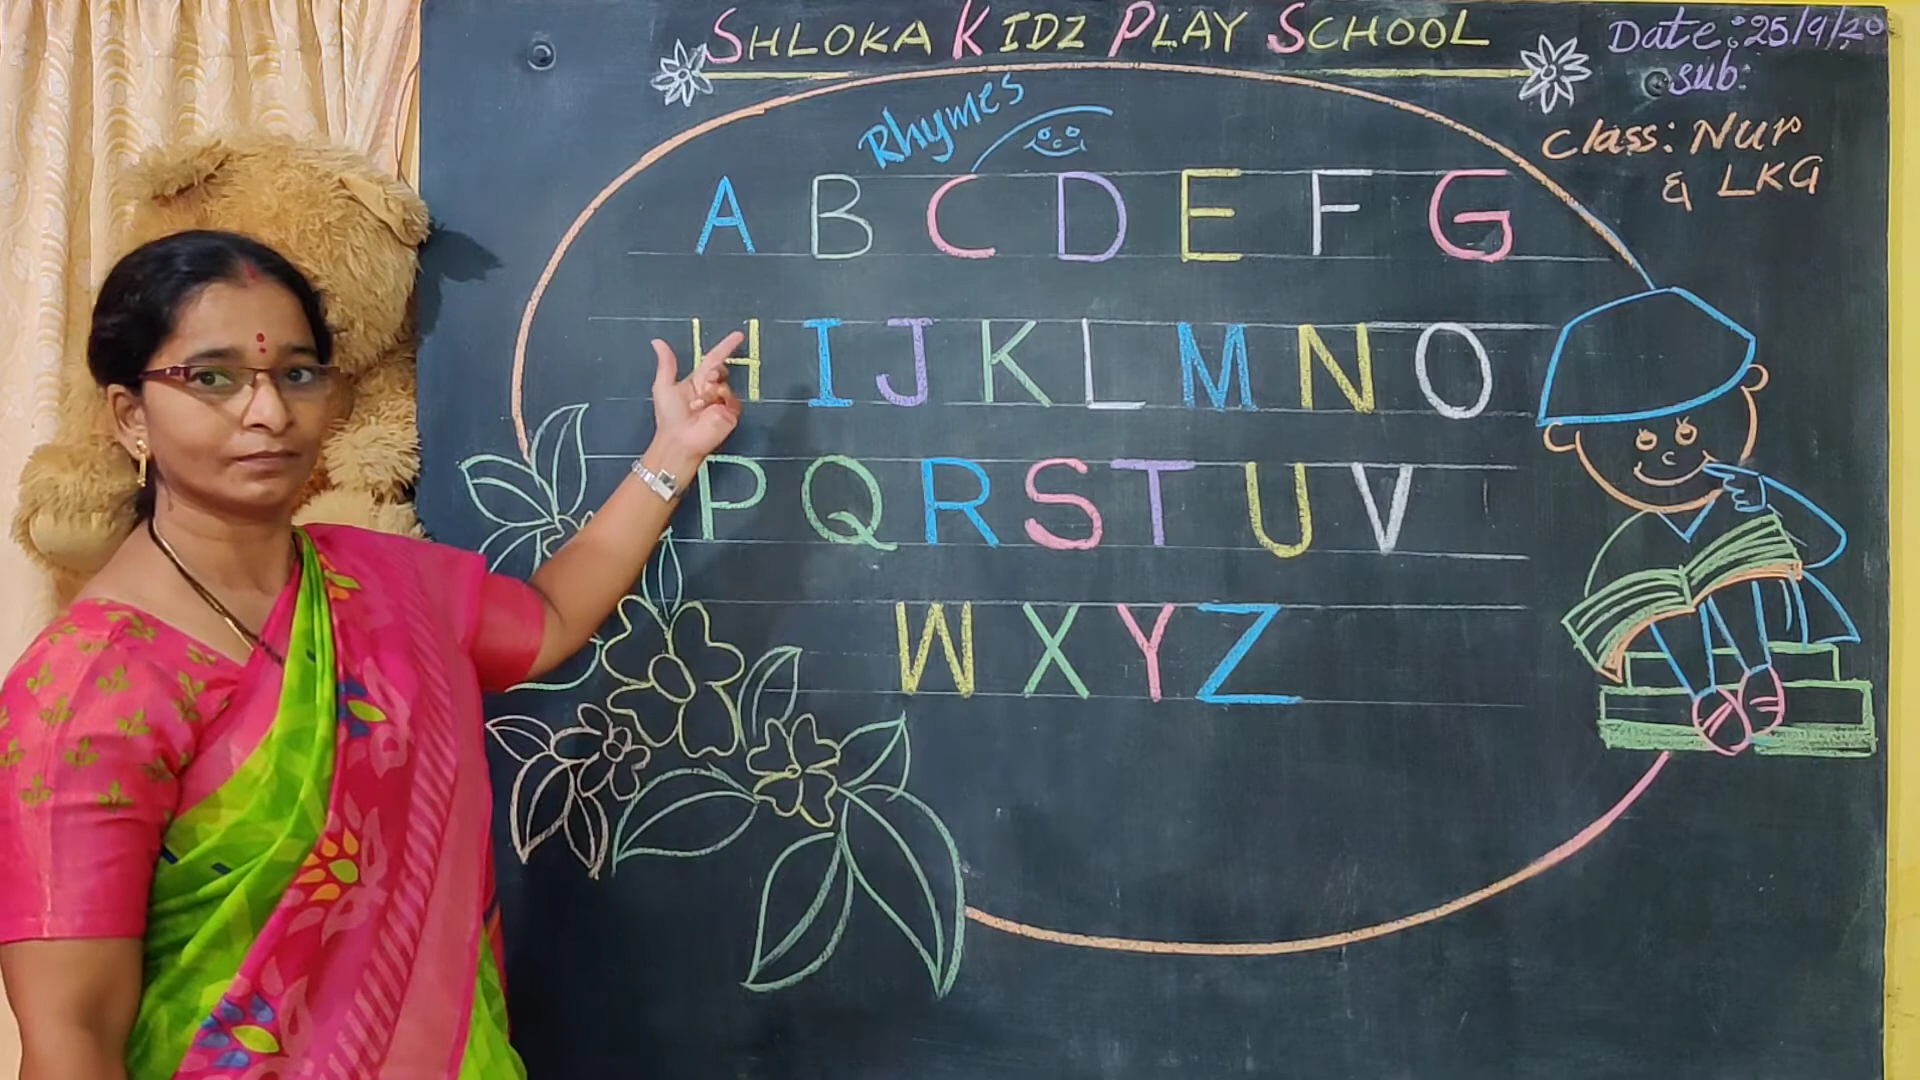 SHLOKA KIDZ PLAY SCHOOL
Date: 25/9/20
Sub:
Class: Nur
& LKG
Rhymes
A B C D E F G
H I J K L M N O
P Q R S T U V
W X Y Z